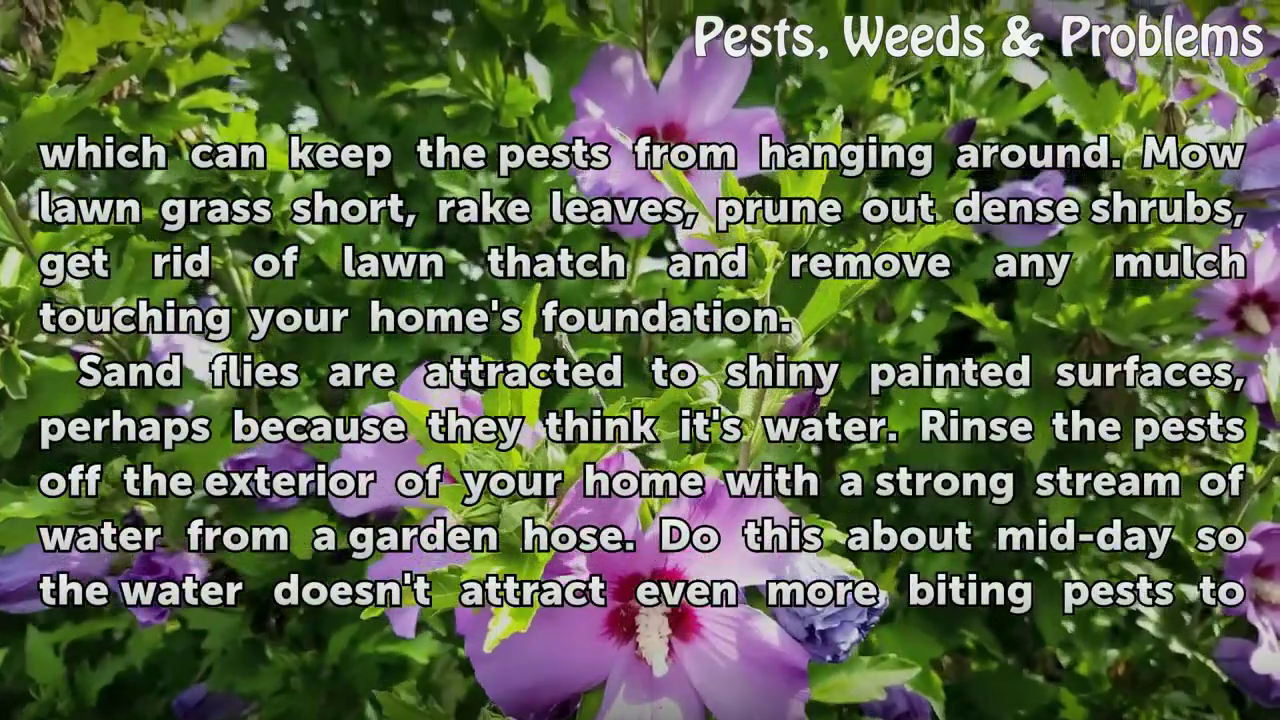 Pests, Weeds & Problems
which can keep the pests from hanging around. Mow
lawn grass short, rake leaves, prune out dense shrubs,
get rid of lawn thatch and remove any mulch
touching your home's foundation.
Sand flies are attracted to shiny painted surfaces,
perhaps because they think it's water. Rinse the pests
off the exterior of your home with a strong stream of
water from a garden hose. Do this about mid-day so
the water doesn't attract even more biting pests to